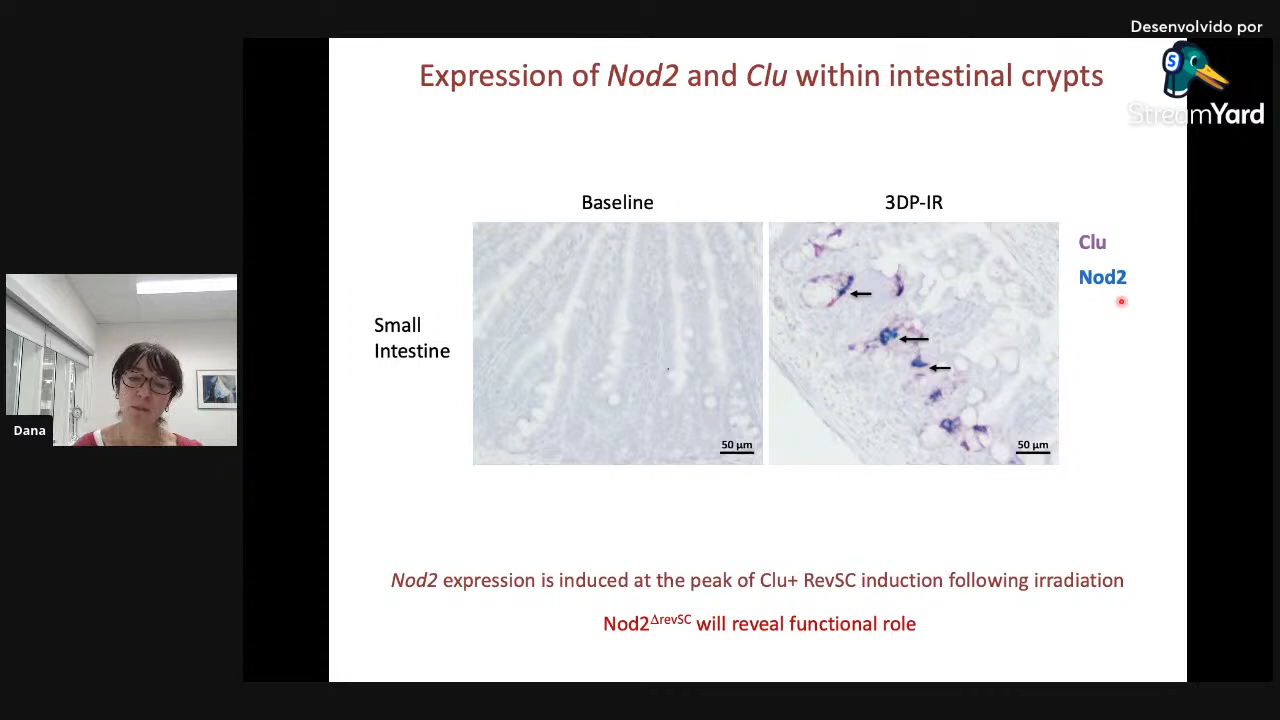 Desenvolvido por
StreamYard
Expression of Nod2 and Clu within intestinal crypts
Baseline
3DP-IR
Clu
Nod2
Small
Intestine
50 µm
50 µm
Dana
Nod2 expression is induced at the peak of Clu+ RevSC induction following irradiation
Nod2ΔrevSC will reveal functional role